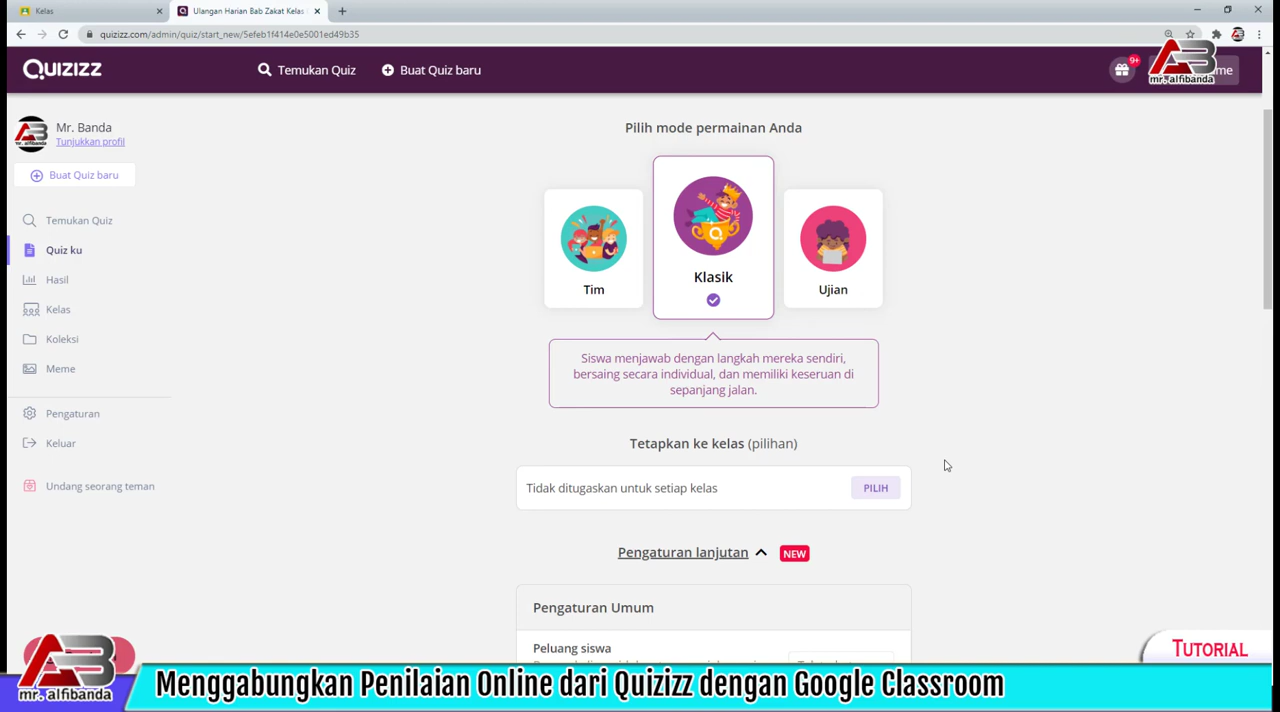 Kelas
Ulangan Harian Bab Zakat Kelas
quizizz.com/admin/quiz/start_new/5efeb1f414e0e5001ed49b35
QUIZIZZ
Temukan Quiz
Buat Quiz baru
9+
me
mr. alfibanda
Mr. Banda
Tunjukkan profil
Buat Quiz baru
Temukan Quiz
Quiz ku
Hasil
Kelas
Koleksi
Meme
Pengaturan
Keluar
Undang seorang teman
Pilih mode permainan Anda
Tim
Klasik
Ujian
Siswa menjawab dengan langkah mereka sendiri,
bersaing secara individual, dan memiliki keseruan di
sepanjang jalan.
Tetapkan ke kelas (pilihan)
Tidak ditugaskan untuk setiap kelas
PILIH
Pengaturan lanjutan
NEW
Pengaturan Umum
Peluang siswa
TUTORIAL
mr. alfibanda
Menggabungkan Penilaian Online dari Quizizz dengan Google Classroom